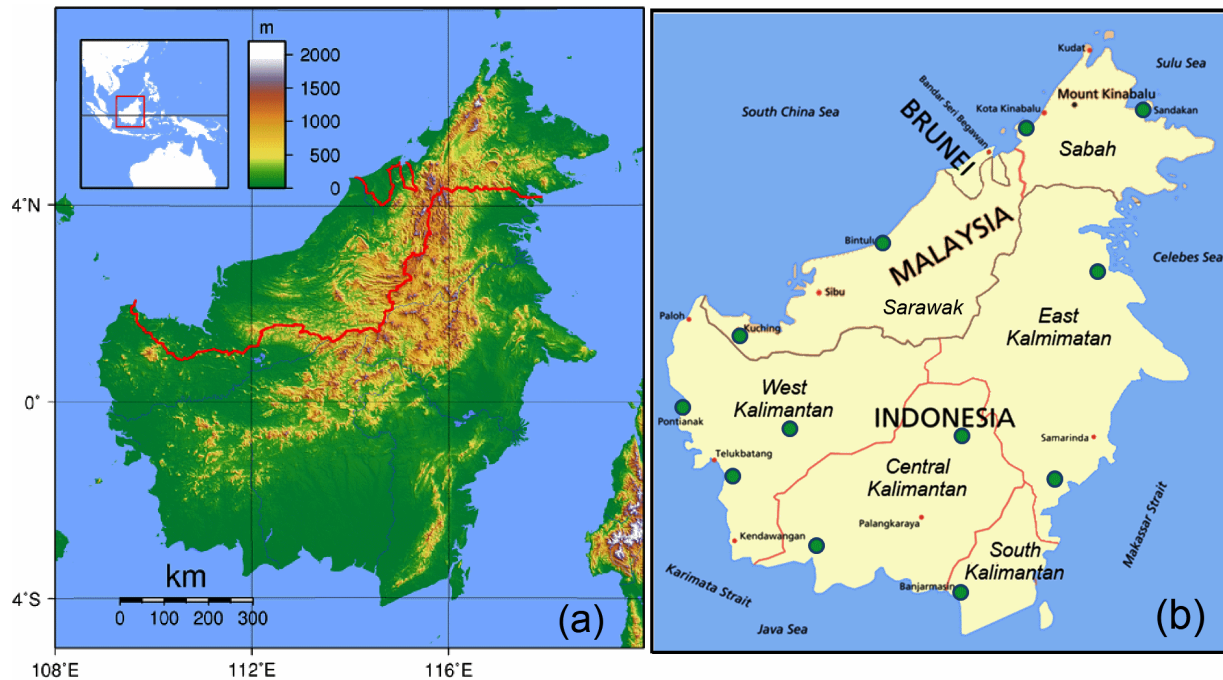 m
2000
1500
1000
500
0
4°N
0°
4°S
km
0 100 200 300
(a)
108°E
112°E
116°E
Kudat
Sulu Sea
Mount Kinabalu
Kota Kinabalu
Sandakan
South China Sea
Bandar Seri Begawan
BRUNEI
Sabah
MALAYSIA
Bintulu
Celebes Sea
Sibu
Sarawak
Paloh
Kuching
East
Kalmimatan
West
Kalimantan
INDONESIA
Pontianak
Samarinda
Telukbatang
Central
Kalimantan
Makassar Strait
Palangkaraya
Kendawangan
South
Kalimantan
Karimata Strait
Banjarmasin
Java Sea
(b)